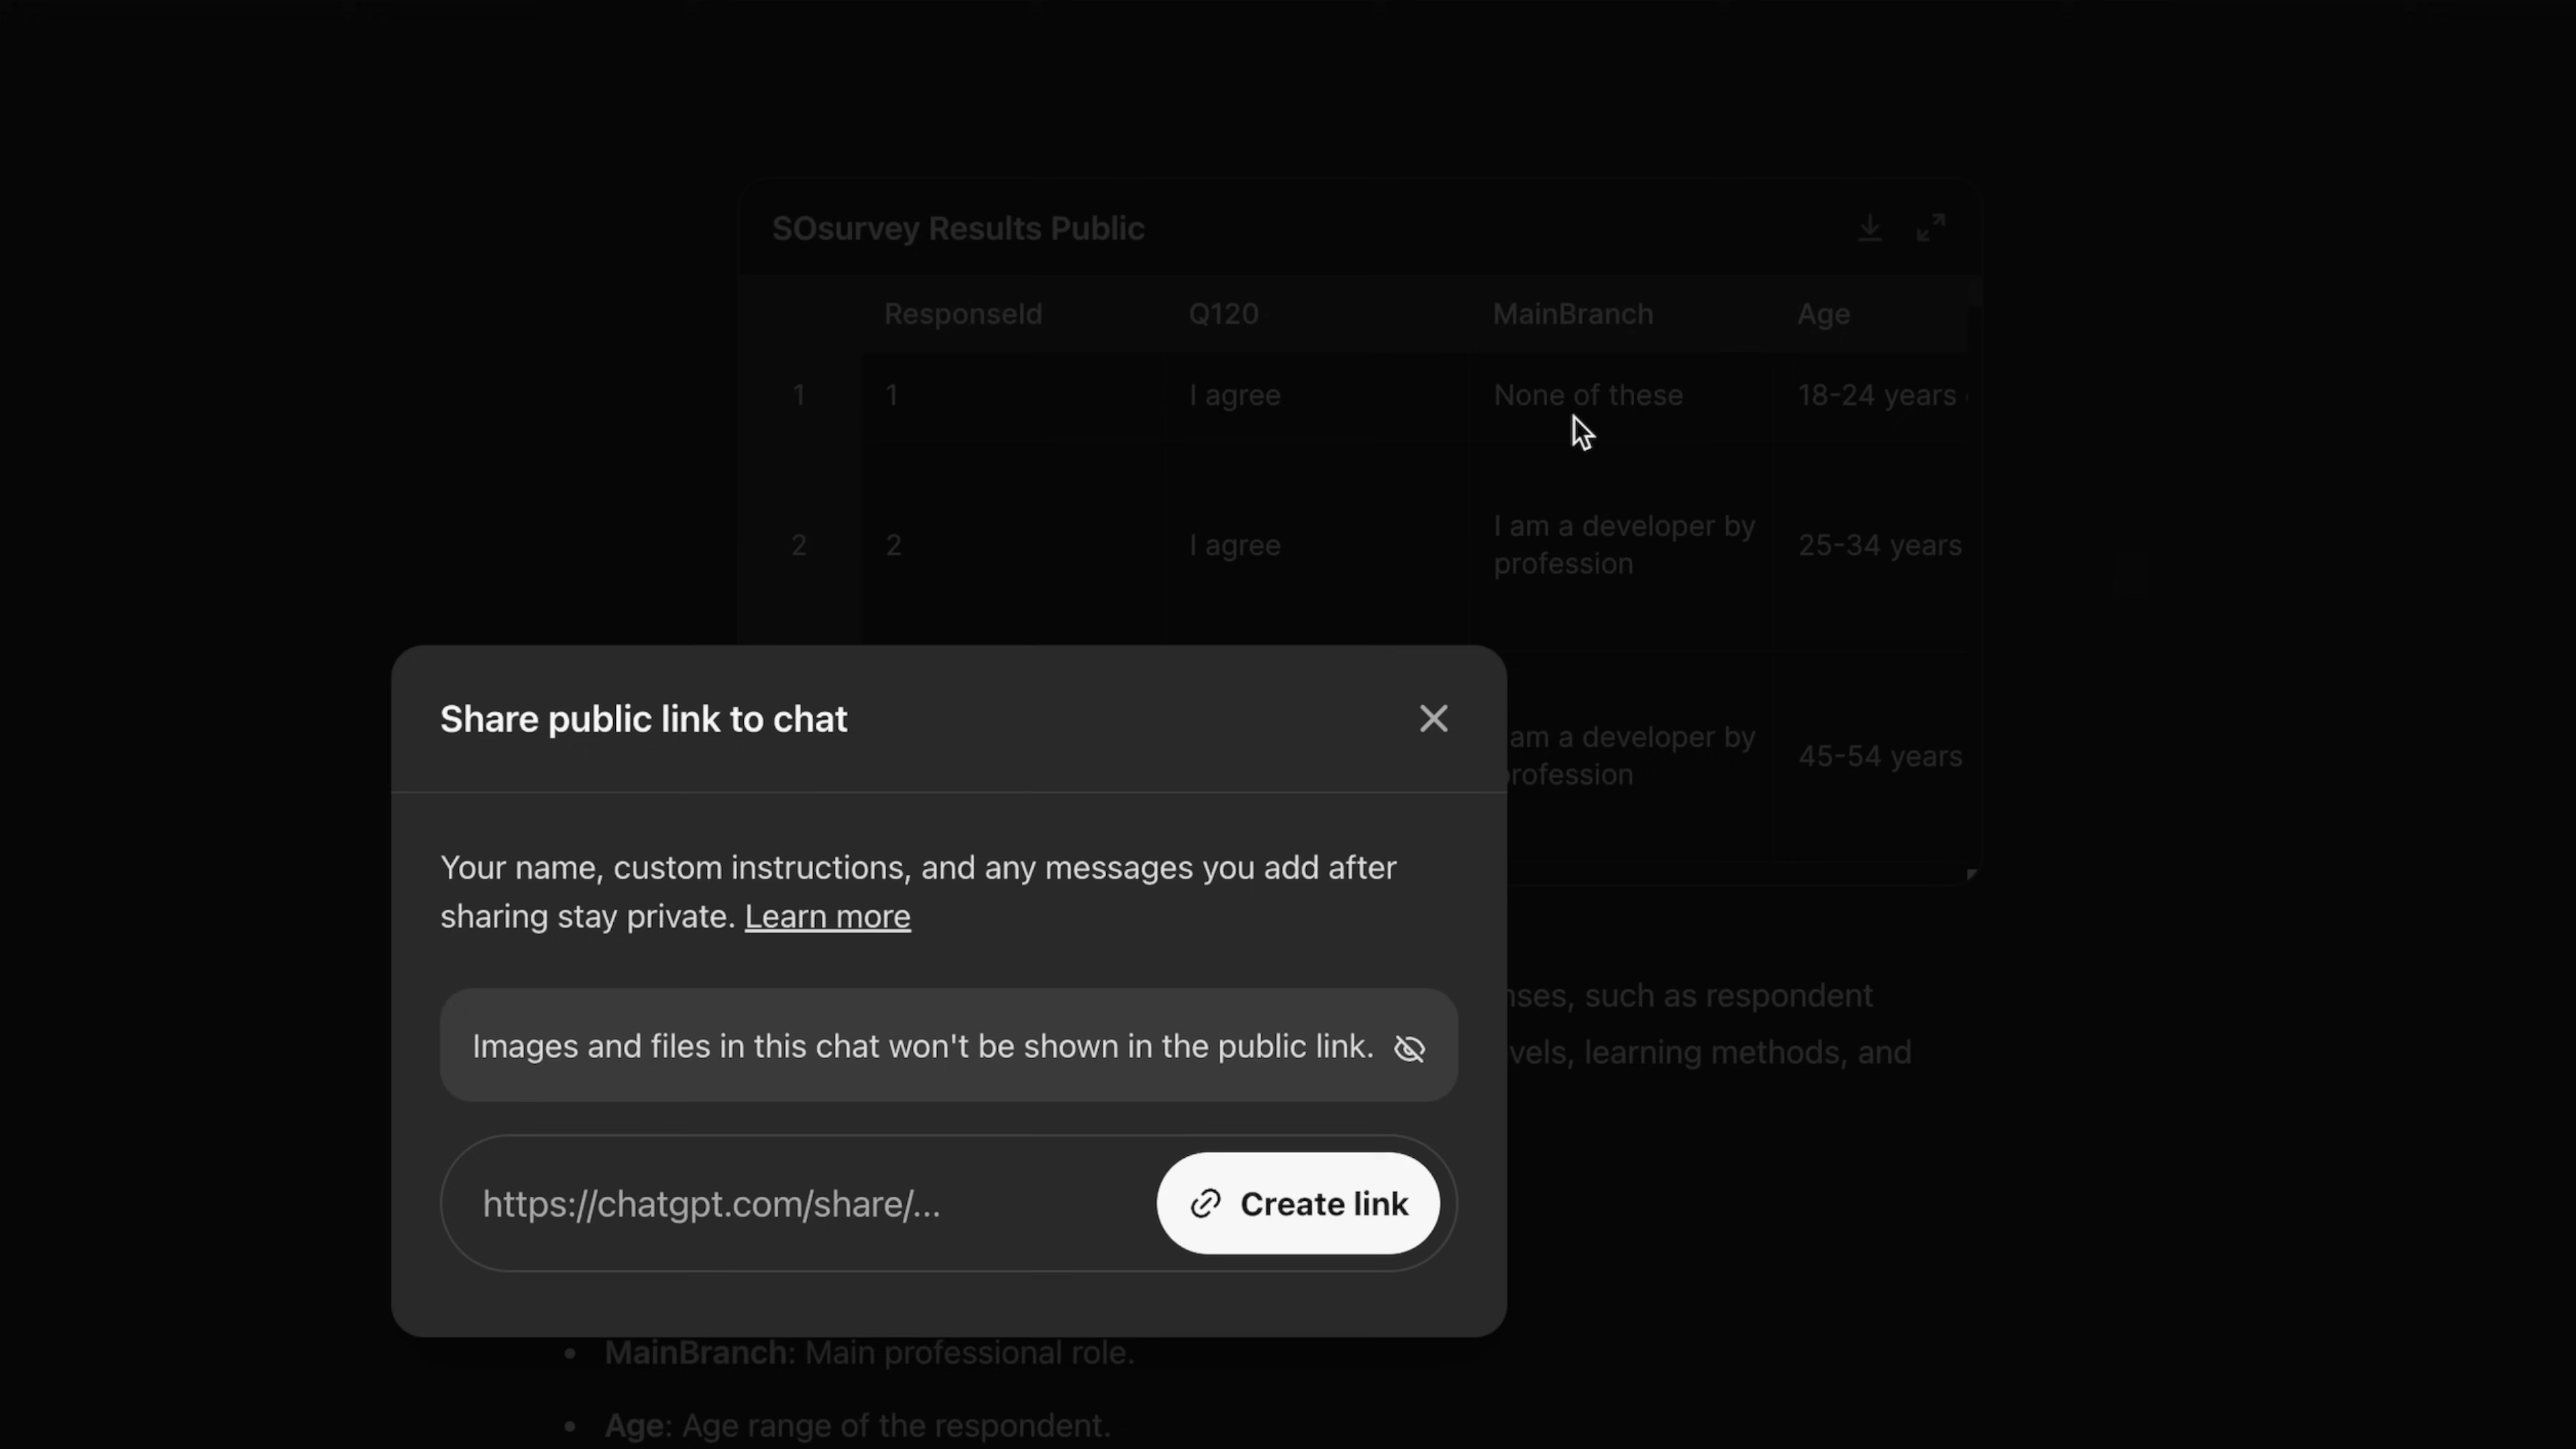 SOsurvey Results Public
ResponseId Q120 MainBranch Age
1 1 I agree None of these 18-24 years
2 2 I agree I am a developer by profession 25-34 years
am a developer by
45-54 years
Share public link to chat
Your name, custom instructions, and any messages you add after
sharing stay private. Learn more
such as respondent
Images and files in this chat won't be shown in the public link.
learning methods, and
https://chatgpt.com/share/...
Create link
MainBranch: Main professional role.
Age: Age range of the respondent.